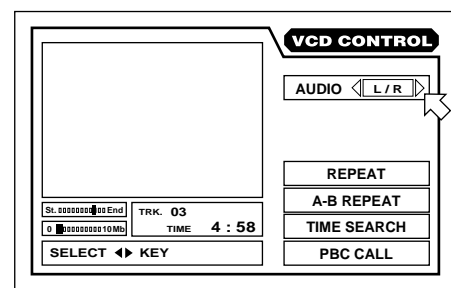 VCD CONTROL
AUDIO L / R
REPEAT
A-B REPEAT
St. End
TRK. 03
TIME SEARCH
0 10Mb
TIME 4 : 58
SELECT KEY
PBC CALL